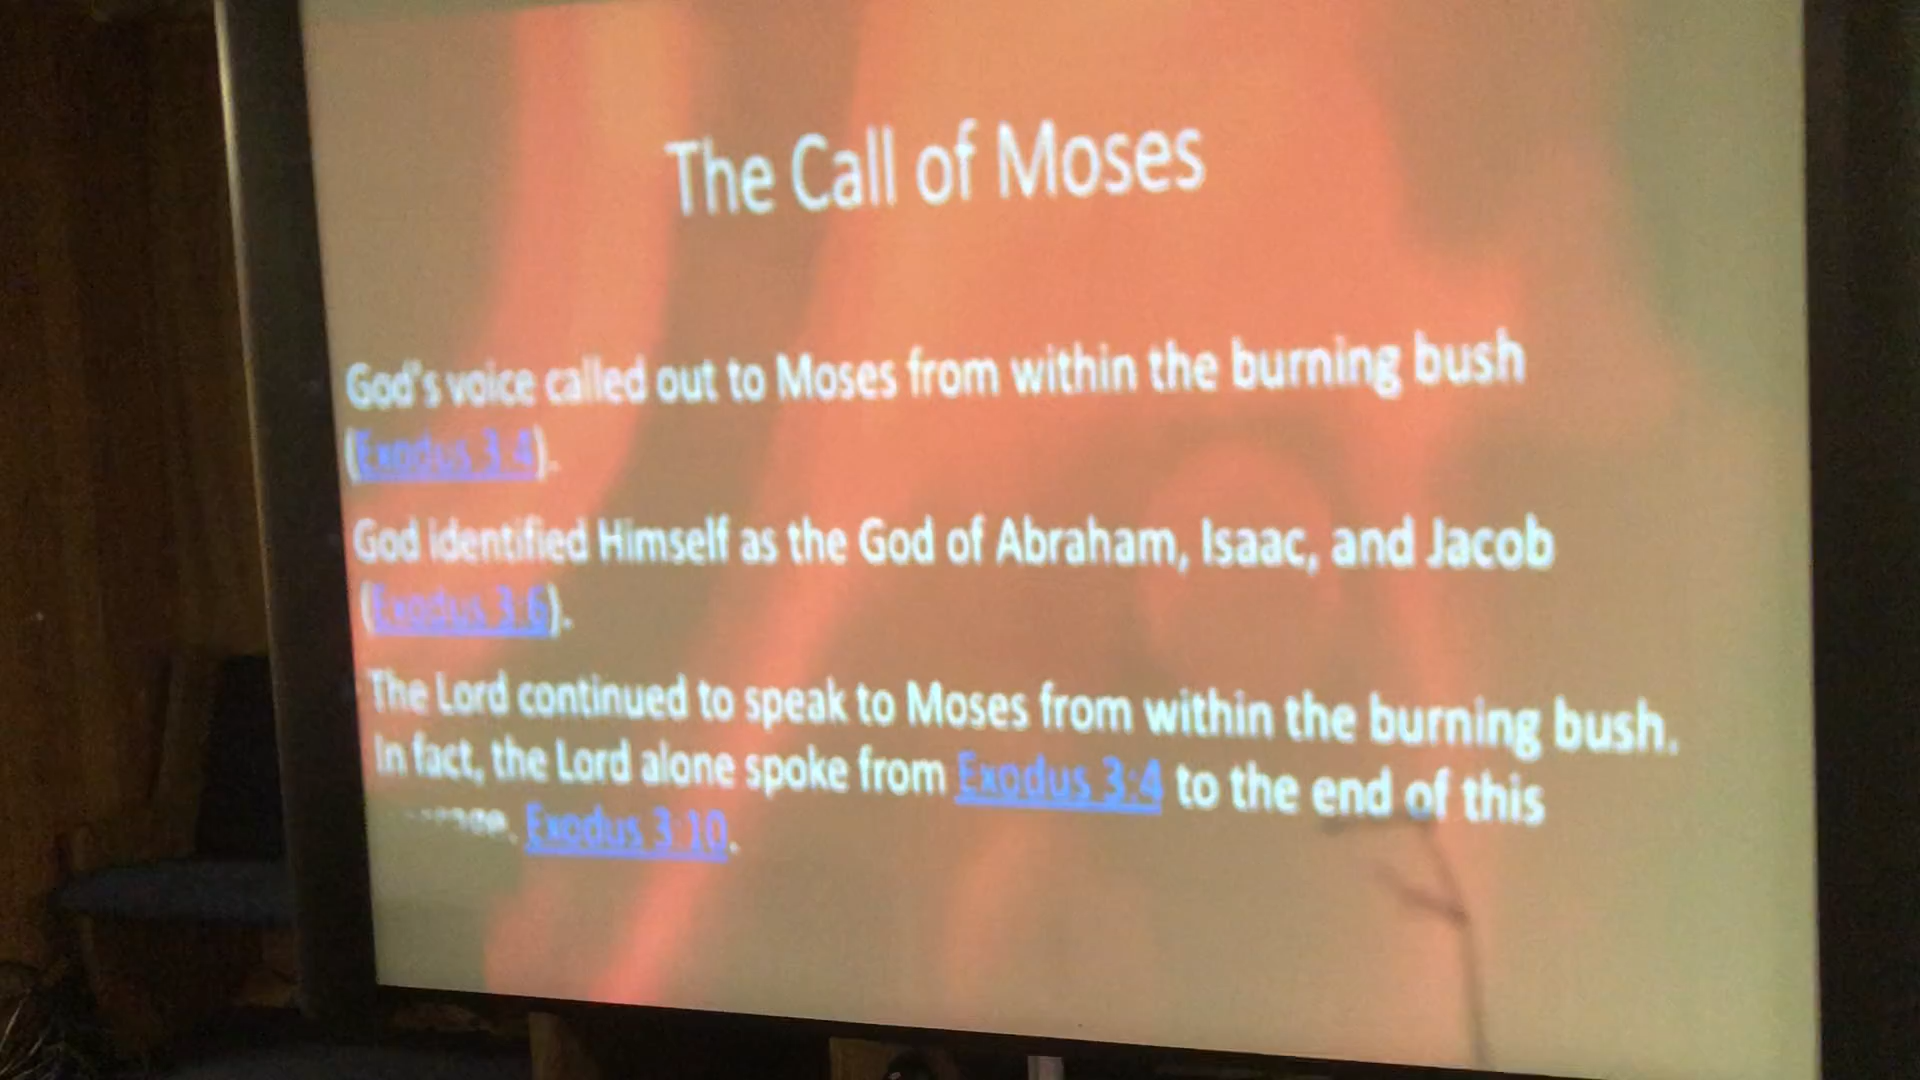 The Call of Moses
God's voice called out to Moses from within the burning bush
(Exodus 3:4).
God identified Himself as the God of Abraham, Isaac, and Jacob
(Exodus 3:6).
The Lord continued to speak to Moses from within the burning bush.
In fact, the Lord alone spoke from Exodus 3:4 to the end of this
Exodus 3:10.